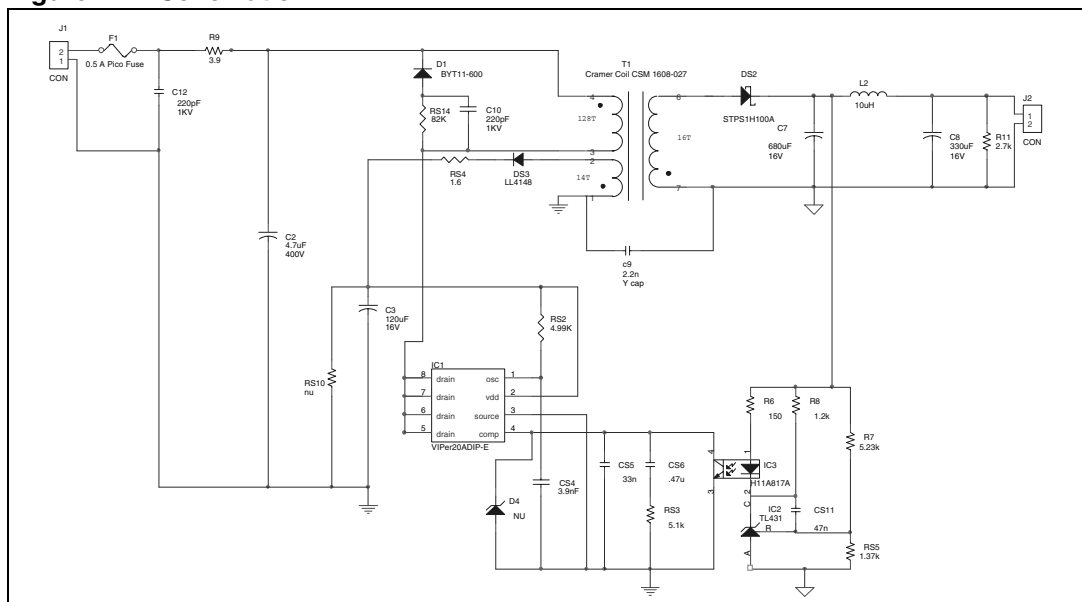 J1
2
1
CON
F1
0.5 A Pico Fuse
R9
3.9
C12
220pF
1KV
D1
BYT11-600
RS14
82K
C10
220pF
1KV
T1
Cramer Coil CSM 1608-027
4
128T
3
2
14T
1
6
16T
7
DS2
STPS1H100A
L2
10uH
C7
680uF
16V
C8
330uF
16V
R11
2.7k
J2
1
2
CON
RS4
1.6
DS3
LL4148
C2
4.7uF
400V
c9
2.2n
Y cap
C3
120uF
16V
RS2
4.99K
RS10
nu
IC1
8 drain osc 1
7 drain vdd 2
6 drain source 3
5 drain comp 4
VIPer20ADIP-E
D4
NU
CS4
3.9nF
CS5
33n
CS6
.47u
RS3
5.1k
4
3
1
2
IC3
H11A817A
R6
150
R8
1.2k
R7
5.23k
C
IC2
TL431
R
A
CS11
47n
RS5
1.37k